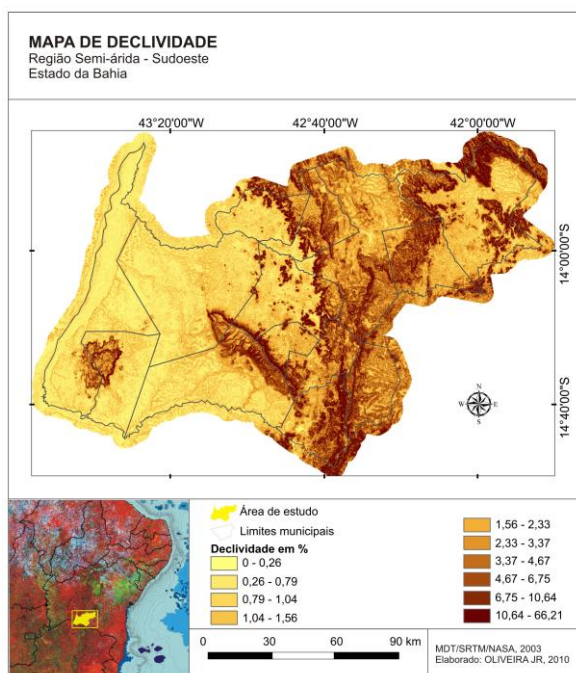 MAPA DE DECLIVIDADE
Região Semi-árida - Sudoeste
Estado da Bahia
43°20'00"W 42°40'00"W 42°00'00"W
14°00'00"S
14°40'00"S
N
W E
S
Área de estudo
Limites municipais
Declividade em %
0 - 0,26
0,26 - 0,79
0,79 - 1,04
1,04 - 1,56
1,56 - 2,33
2,33 - 3,37
3,37 - 4,67
4,67 - 6,75
6,75 - 10,64
10,64 - 66,21
0 30 60 90 km
MDT/SRTM/NASA, 2003
Elaborado: OLIVEIRA JR, 2010